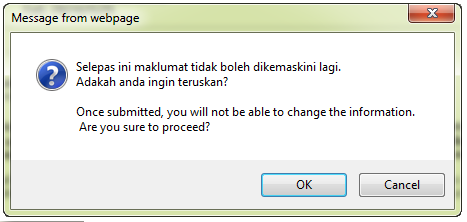 Message from webpage
Selepas ini maklumat tidak boleh dikemaskini lagi.
Adakah anda ingin teruskan?
Once submitted, you will not be able to change the information.
Are you sure to proceed?
OK
Cancel